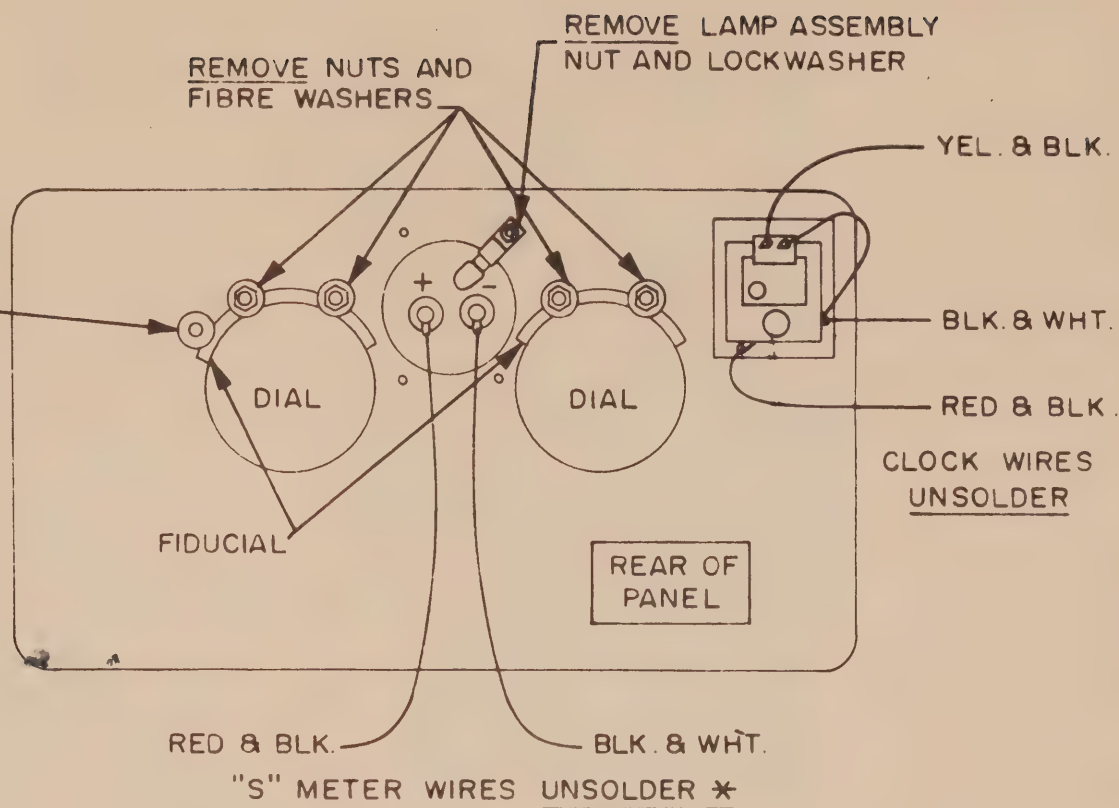 REMOVE LAMP ASSEMBLY
NUT AND LOCKWASHER
REMOVE NUTS AND
FIBRE WASHERS
YEL. & BLK.
+ -
BLK. & WHT.
DIAL
DIAL
RED & BLK.
CLOCK WIRES
UNSOLDER
FIDUCIAL
REAR OF
PANEL
RED & BLK.
BLK. & WHT.
"S" METER WIRES UNSOLDER *